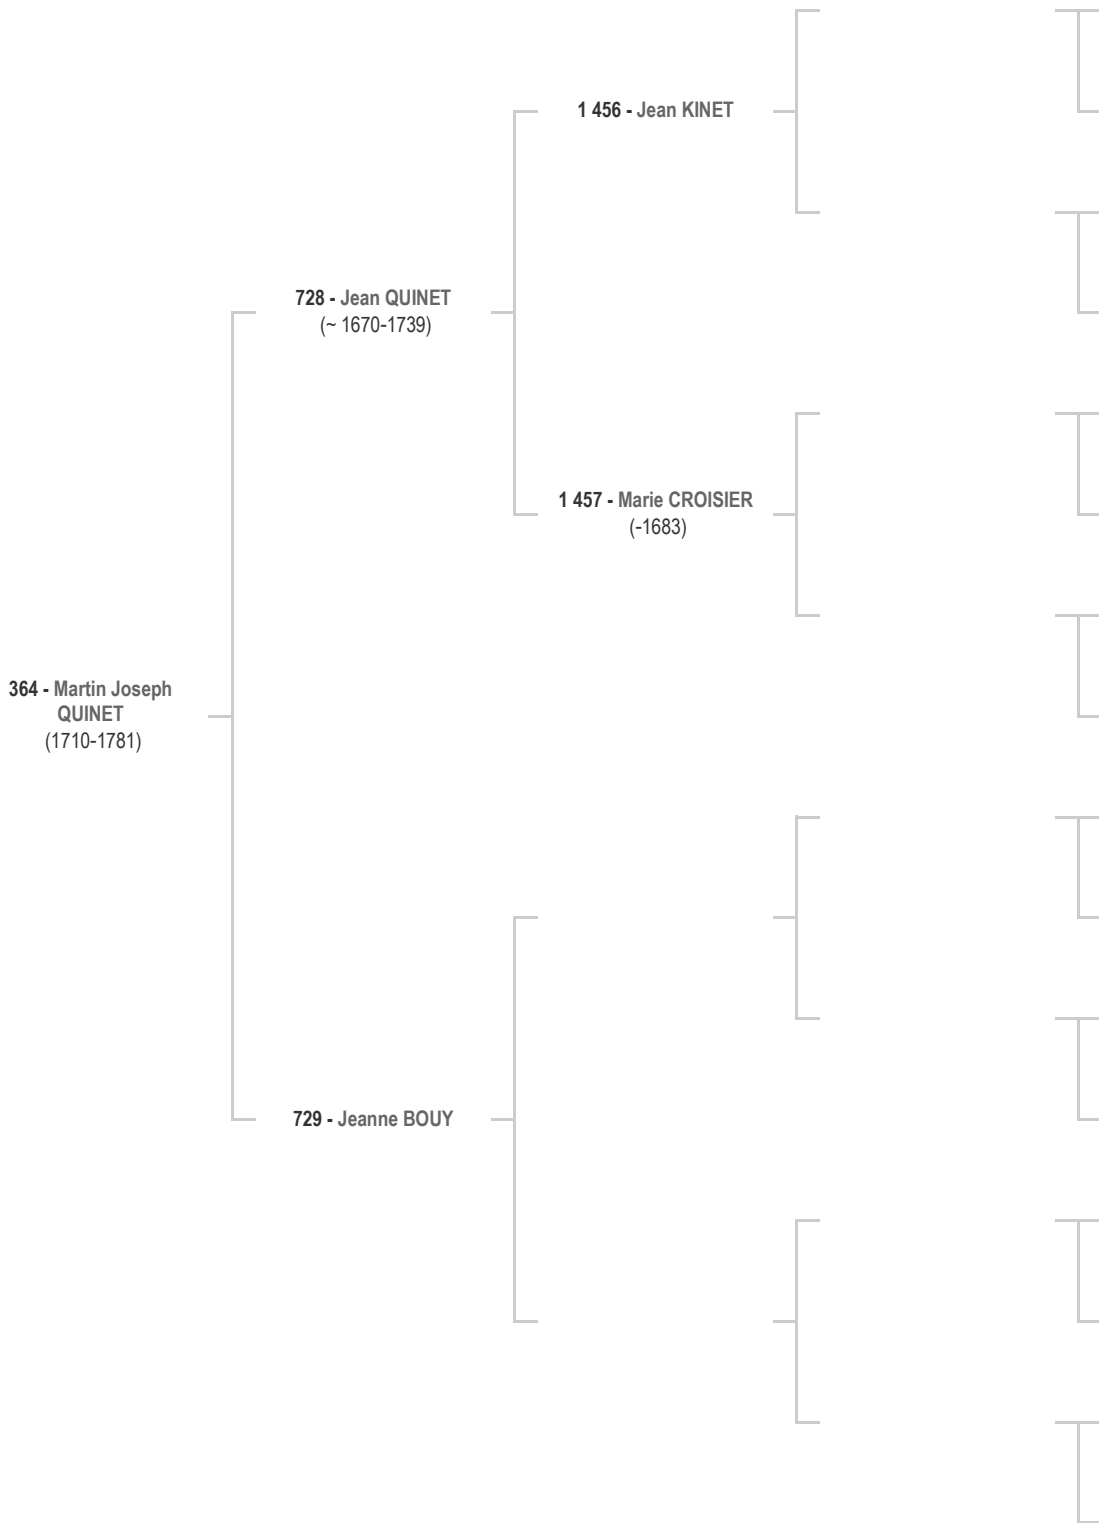 1 456 - Jean KINET
728 - Jean QUINET
(~ 1670-1739)
1 457 - Marie CROISIER
(-1683)
364 - Martin Joseph
QUINET
(1710-1781)
729 - Jeanne BOUY